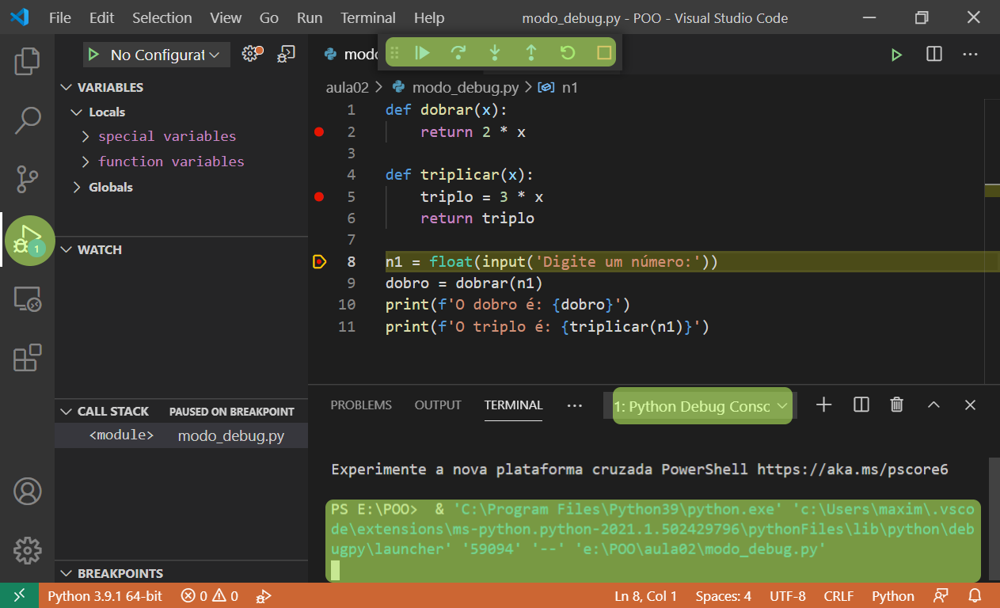 File Edit Selection View Go Run Terminal Help modo_debug.py - POO - Visual Studio Code
No Configurat
VARIABLES
Locals
special variables
function variables
Globals
1
WATCH
CALL STACK PAUSED ON BREAKPOINT
<module> modo_debug.py
BREAKPOINTS
aula02 > modo_debug.py > n1
1 def dobrar(x):
2 return 2 * x
3
4 def triplicar(x):
5 triplo = 3 * x
6 return triplo
7
8 n1 = float(input('Digite um número:'))
9 dobro = dobrar(n1)
10 print(f'O dobro é: {dobro}')
11 print(f'O triplo é: {triplicar(n1)}')
PROBLEMS OUTPUT TERMINAL ... 1: Python Debug Consc
Experimente a nova plataforma cruzada PowerShell https://aka.ms/pscore6
PS E:\POO> & 'C:\Program Files\Python39\python.exe' 'c:\Users\maxim\.vsco
de\extensions\ms-python.python-2021.1.502429796\pythonFiles\lib\python\deb
ugpy\launcher' '59094' '--' 'e:\POO\aula02\modo_debug.py'
Python 3.9.1 64-bit 0 0 Ln 8, Col 1 Spaces: 4 UTF-8 CRLF Python